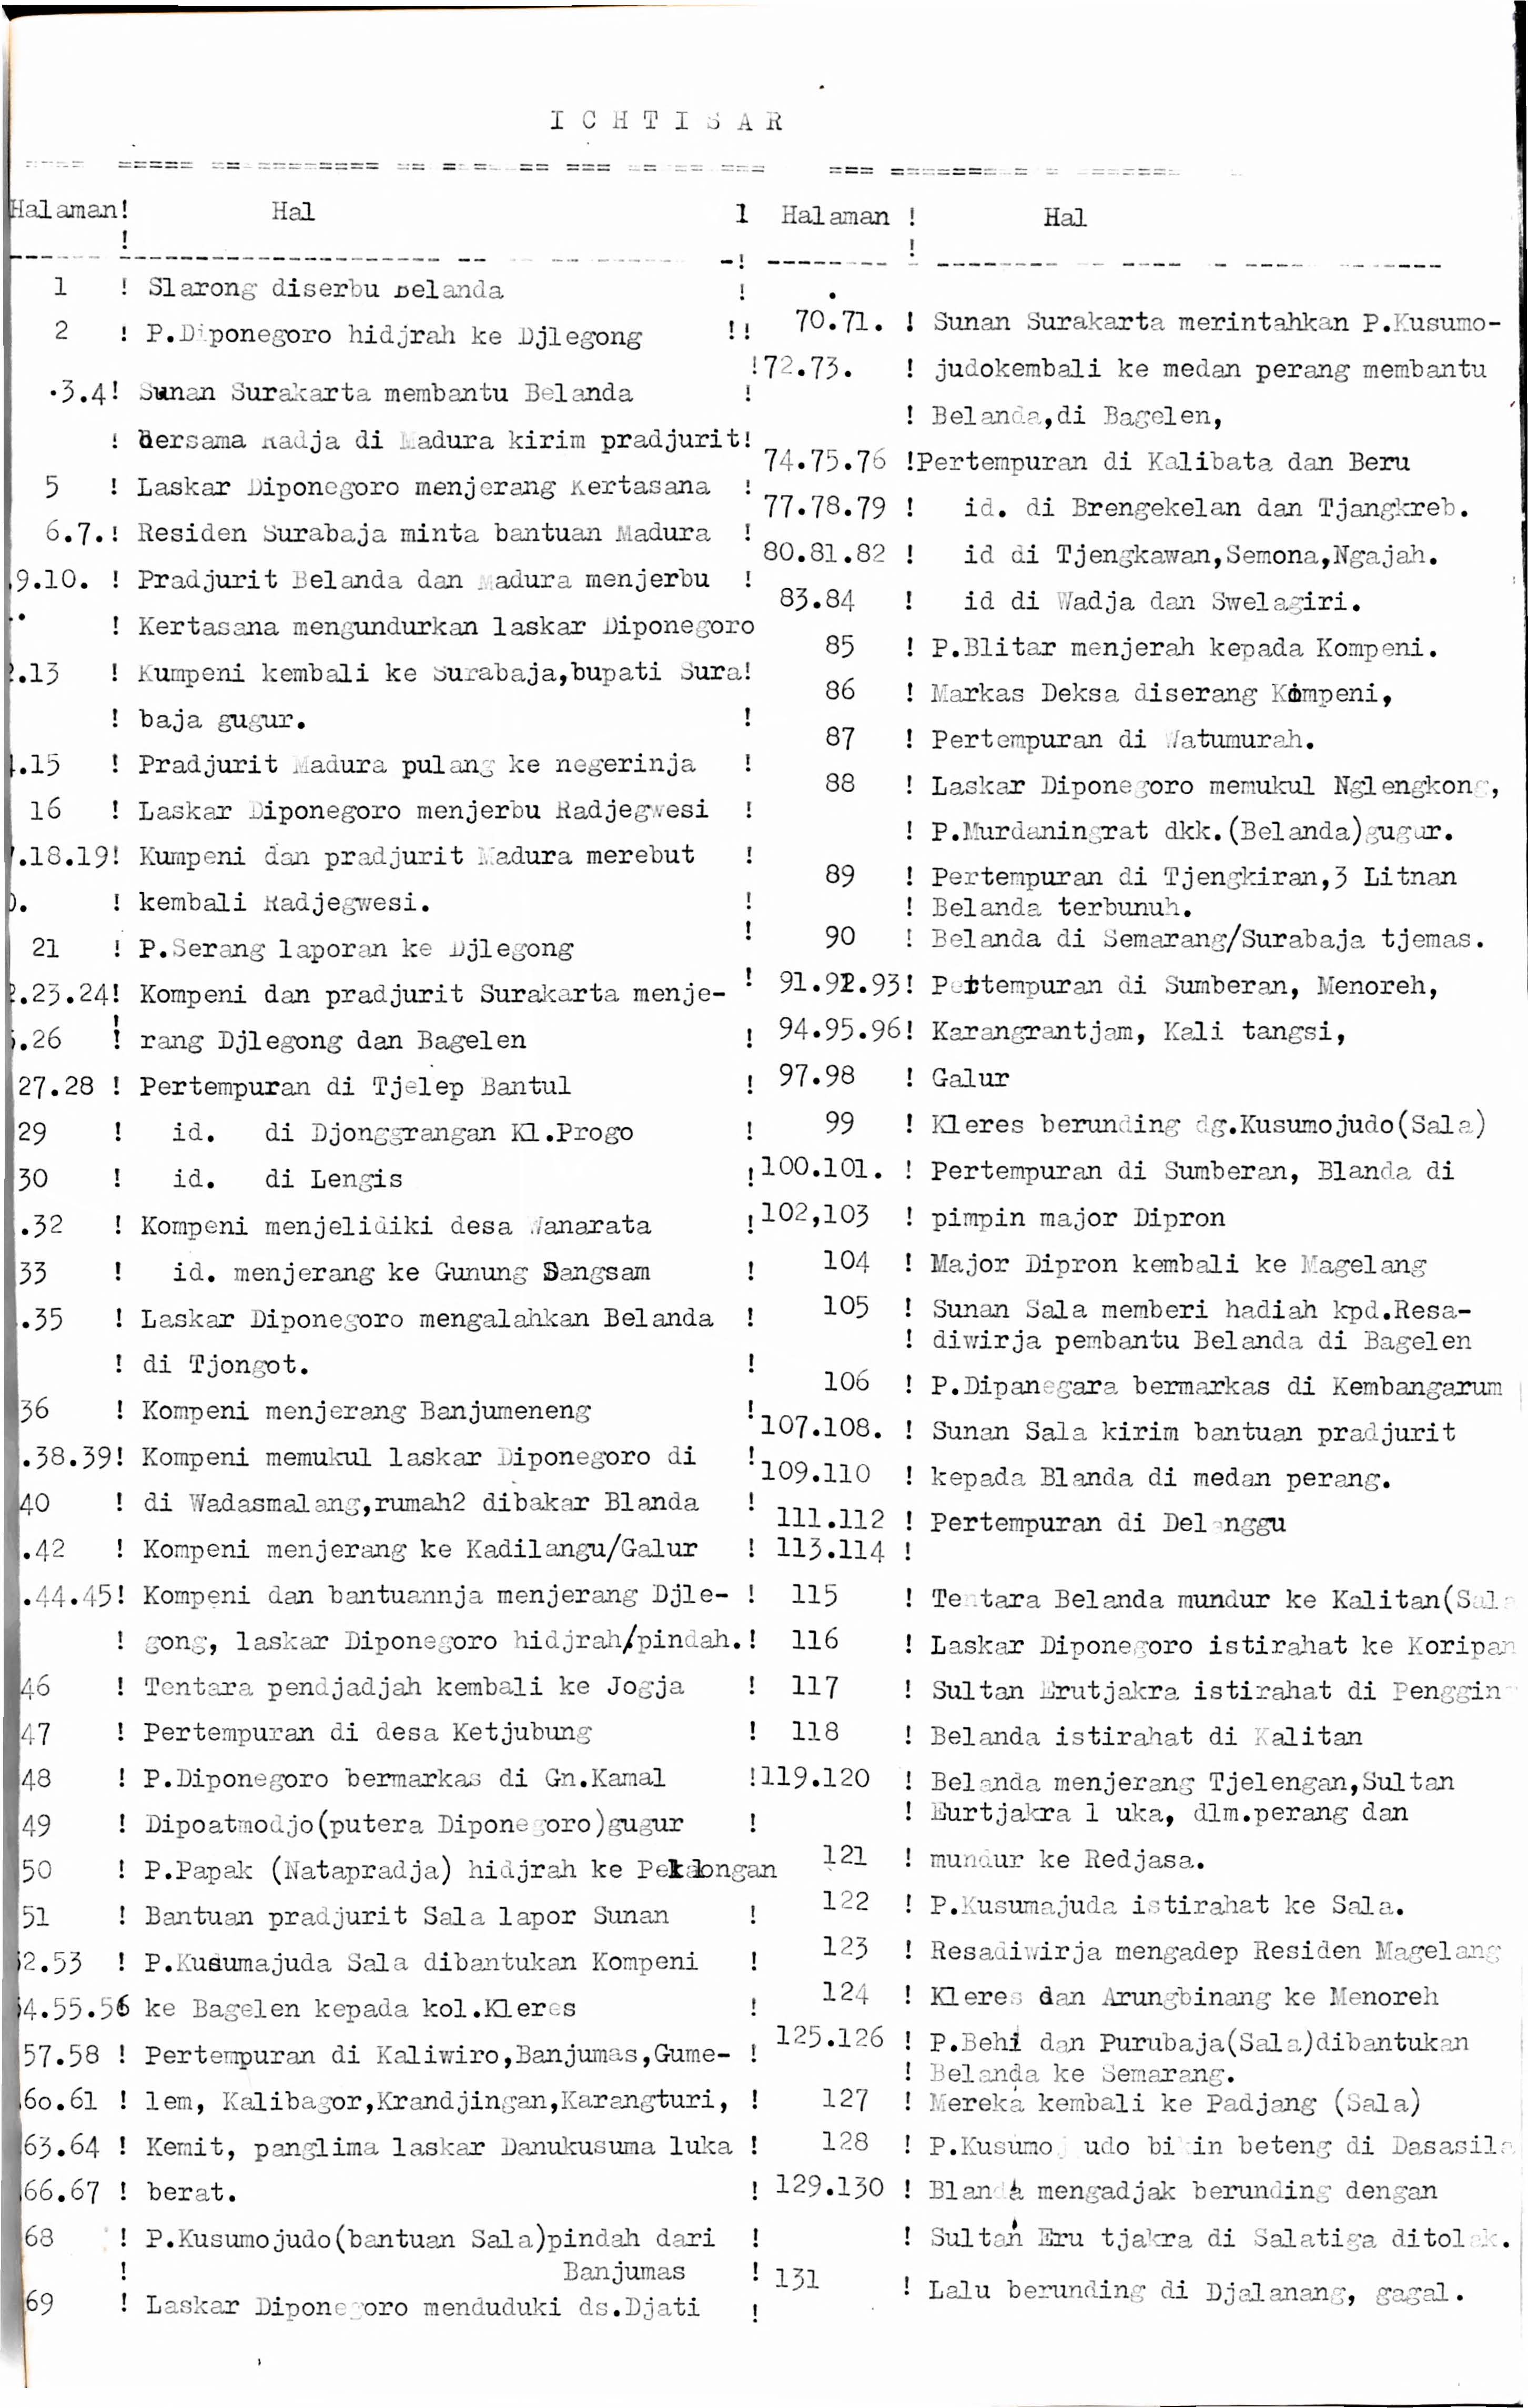 I C H T I S A R
Halaman! Hal
!
1 ! Slarong diserbu Belanda !
2 ! P.Diponegoro hidjrah ke Djlegong !!
.3.4! Sunan Surakarta membantu Belanda !
! Bersama Radja di Madura kirim pradjurit!
5 ! Laskar Diponegoro menjerang Kertasana !
6.7.! Residen Surabaja minta bantuan Madura !
.9.10. ! Pradjurit Belanda dan Madura menjerbu !
! Kertasana mengundurkan laskar Diponegoro
.13 ! Kumpeni kembali ke Surabaja,bupati Sura!
! baja gugur. !
.15 ! Pradjurit Madura pulang ke negerinja !
16 ! Laskar Diponegoro menjerbu Radjegwesi !
.18.19! Kumpeni dan pradjurit Madura merebut !
. ! kembali Radjegwesi. !
21 ! P.Serang laporan ke Djlegong !
.23.24! Kompeni dan pradjurit Surakarta menje- !
.26 ! rang Djlegong dan Bagelen !
27.28 ! Pertempuran di Tjelep Bantul !
29 ! id. di Djonggrangan Kl.Progo !
30 ! id. di Lengis !
.32 ! Kompeni menjelidiki desa Wanarata !
33 ! id. menjerang ke Gunung Sangsam !
.35 ! Laskar Diponegoro mengalahkan Belanda !
! di Tjongot. !
36 ! Kompeni menjerang Banjumeneng !
.38.39! Kompeni memukul laskar Diponegoro di !
40 ! di Wadasmalang,rumah2 dibakar Blanda !
.42 ! Kompeni menjerang ke Kadilangu/Galur !
.44.45! Kompeni dan bantuannja menjerang Djle- !
! gong, laskar Diponegoro hidjrah/pindah.!
46 ! Tentara pendjadjah kembali ke Jogja !
47 ! Pertempuran di desa Ketjubung !
48 ! P.Diponegoro bermarkas di Gn.Kamal !
49 ! Dipoatmodjo(putera Diponegoro)gugur !
50 ! P.Papak (Natapradja) hidjrah ke Pekalongan
51 ! Bantuan pradjurit Sala lapor Sunan !
2.53 ! P.Kusumajuda Sala dibantukan Kompeni !
4.55.56 ke Bagelen kepada kol.Kleres !
57.58 ! Pertempuran di Kaliwiro,Banjumas,Gume- !
60.61 ! lem, Kalibagor,Krandjingan,Karangturi, !
63.64 ! Kemit, panglima laskar Danukusuma luka !
66.67 ! berat. !
68 ! P.Kusumojudo(bantuan Sala)pindah dari !
! Banjumas !
69 ! Laskar Diponegoro menduduki ds.Djati !
l Halaman ! Hal
!
70.71. ! Sunan Surakarta merintahkan P.Kusumo-
!72.73. ! judokembali ke medan perang membantu
! Belanda,di Bagelen,
74.75.76 !Pertempuran di Kalibata dan Beru
77.78.79 ! id. di Brengekelan dan Tjangkreb.
80.81.82 ! id di Tjengkawan,Semona,Ngajah.
83.84 ! id di Wadja dan Swelagiri.
85 ! P.Blitar menjerah kepada Kompeni.
86 ! Markas Deksa diserang Kompeni,
87 ! Pertempuran di Watumurah.
88 ! Laskar Diponegoro memukul Nglengkong,
! P.Murdaningrat dkk.(Belanda)gugur.
89 ! Pertempuran di Tjengkiran,3 Litnan
! Belanda terbunuh.
90 ! Belanda di Semarang/Surabaja tjemas.
91.92.93! Pertempuran di Sumberan, Menoreh,
94.95.96! Karangrantjam, Kali tangsi,
97.98 ! Galur
99 ! Kleres berunding dg.Kusumojudo(Sala)
100.101. ! Pertempuran di Sumberan, Blanda di
102,103 ! pimpin major Dipron
104 ! Major Dipron kembali ke Magelang
105 ! Sunan Sala memberi hadiah kpd.Resa-
! diwirja pembantu Belanda di Bagelen
106 ! P.Dipanegara bermarkas di Kembangarum
107.108. ! Sunan Sala kirim bantuan pradjurit
109.110 ! kepada Blanda di medan perang.
111.112 ! Pertempuran di Delanggu
113.114 !
115 ! Tentara Belanda mundur ke Kalitan(Sala
116 ! Laskar Diponegoro istirahat ke Koripan
117 ! Sultan Erutjakra istirahat di Pengging
118 ! Belanda istirahat di Kalitan
!119.120 ! Belanda menjerang Tjelengan,Sultan
! Eurtjakra l uka, dlm.perang dan
121 ! mundur ke Redjasa.
122 ! P.Kusumajuda istirahat ke Sala.
123 ! Resadiwirja mengadep Residen Magelang
124 ! Kleres dan Arungbinang ke Menoreh
125.126 ! P.Behi dan Purubaja(Sala)dibantukan
! Belanda ke Semarang.
127 ! Mereka kembali ke Padjang (Sala)
128 ! P.Kusumoj udo bikin beteng di Dasasila
129.130 ! Blanda mengadjak berunding dengan
! Sultan Eru tjakra di Salatiga ditolak.
131 ! Lalu berunding di Djalanang, gagal.